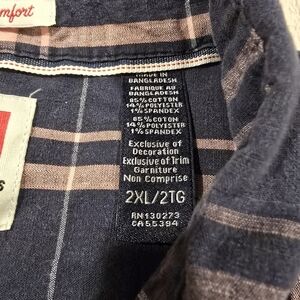 mfort
MADE IN
BANGLADESH
FABRIQUE AU
BANGLADESH
85% COTTON
14% POLYESTER
1% SPANDEX
85% COTON
14% POLYESTER
1% SPANDEX
Exclusive of
Decoration
Exclusive of Trim
Garniture
Non Comprise
2XL/2TG
RN130273
CA55394
s